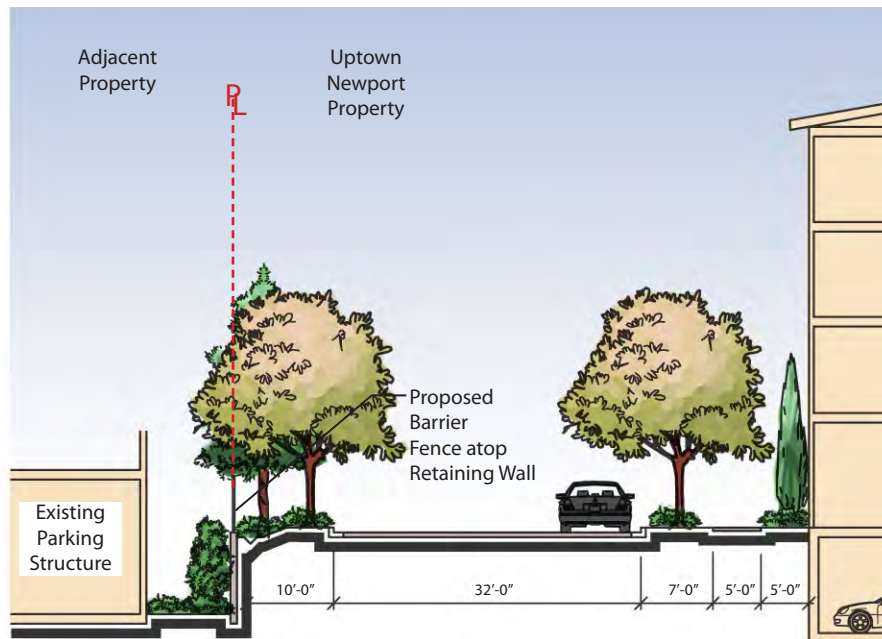 Adjacent
Property
Uptown
Newport
Property
PL
Proposed
Barrier
Fence atop
Retaining Wall
Existing
Parking
Structure
10'-0"
32'-0"
7'-0"
5'-0"
5'-0"